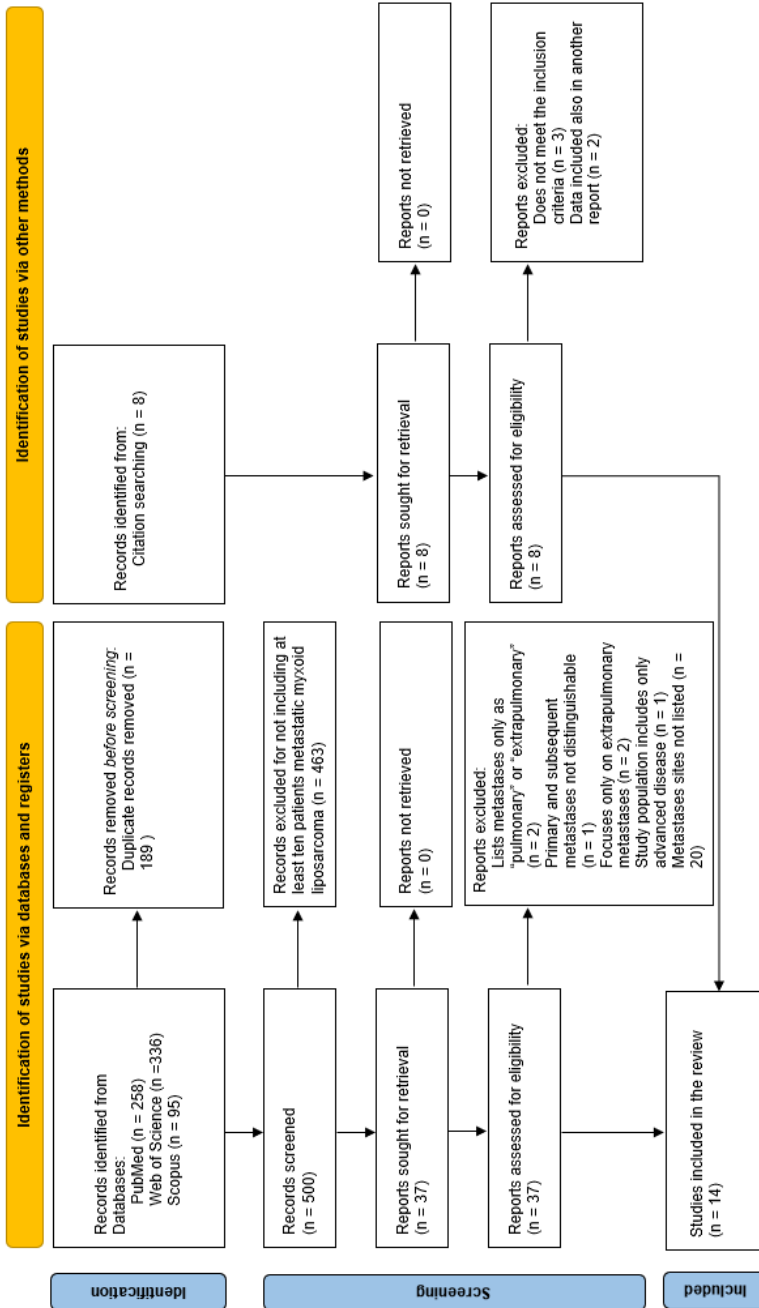 Identification of studies via databases and registers
Identification of studies via other methods
Identification
Records identified from
Databases:
PubMed (n = 258)
Web of Science (n =336)
Scopus (n = 95)
Records removed before screening:
Duplicate records removed (n =
189 )
Records identified from:
Citation searching (n = 8)
Screening
Records screened
(n = 500)
Records excluded for not including at
least ten patients metastatic myxoid
liposarcoma (n = 463)
Reports sought for retrieval
(n = 37)
Reports not retrieved
(n = 0)
Reports sought for retrieval
(n = 8)
Reports not retrieved
(n = 0)
Reports assessed for eligibility
(n = 37)
Reports excluded:
Lists metastases only as
“pulmonary” or “extrapulmonary”
(n = 2)
Primary and subsequent
metastases not distinguishable
(n = 1)
Focuses only on extrapulmonary
metastases (n = 2)
Study population includes only
advanced disease (n = 1)
Metastases sites not listed (n =
20)
Reports assessed for eligibility
(n = 8)
Reports excluded:
Does not meet the inclusion
criteria (n = 3)
Data included also in another
report (n = 2)
Included
Studies included in the review
(n = 14)